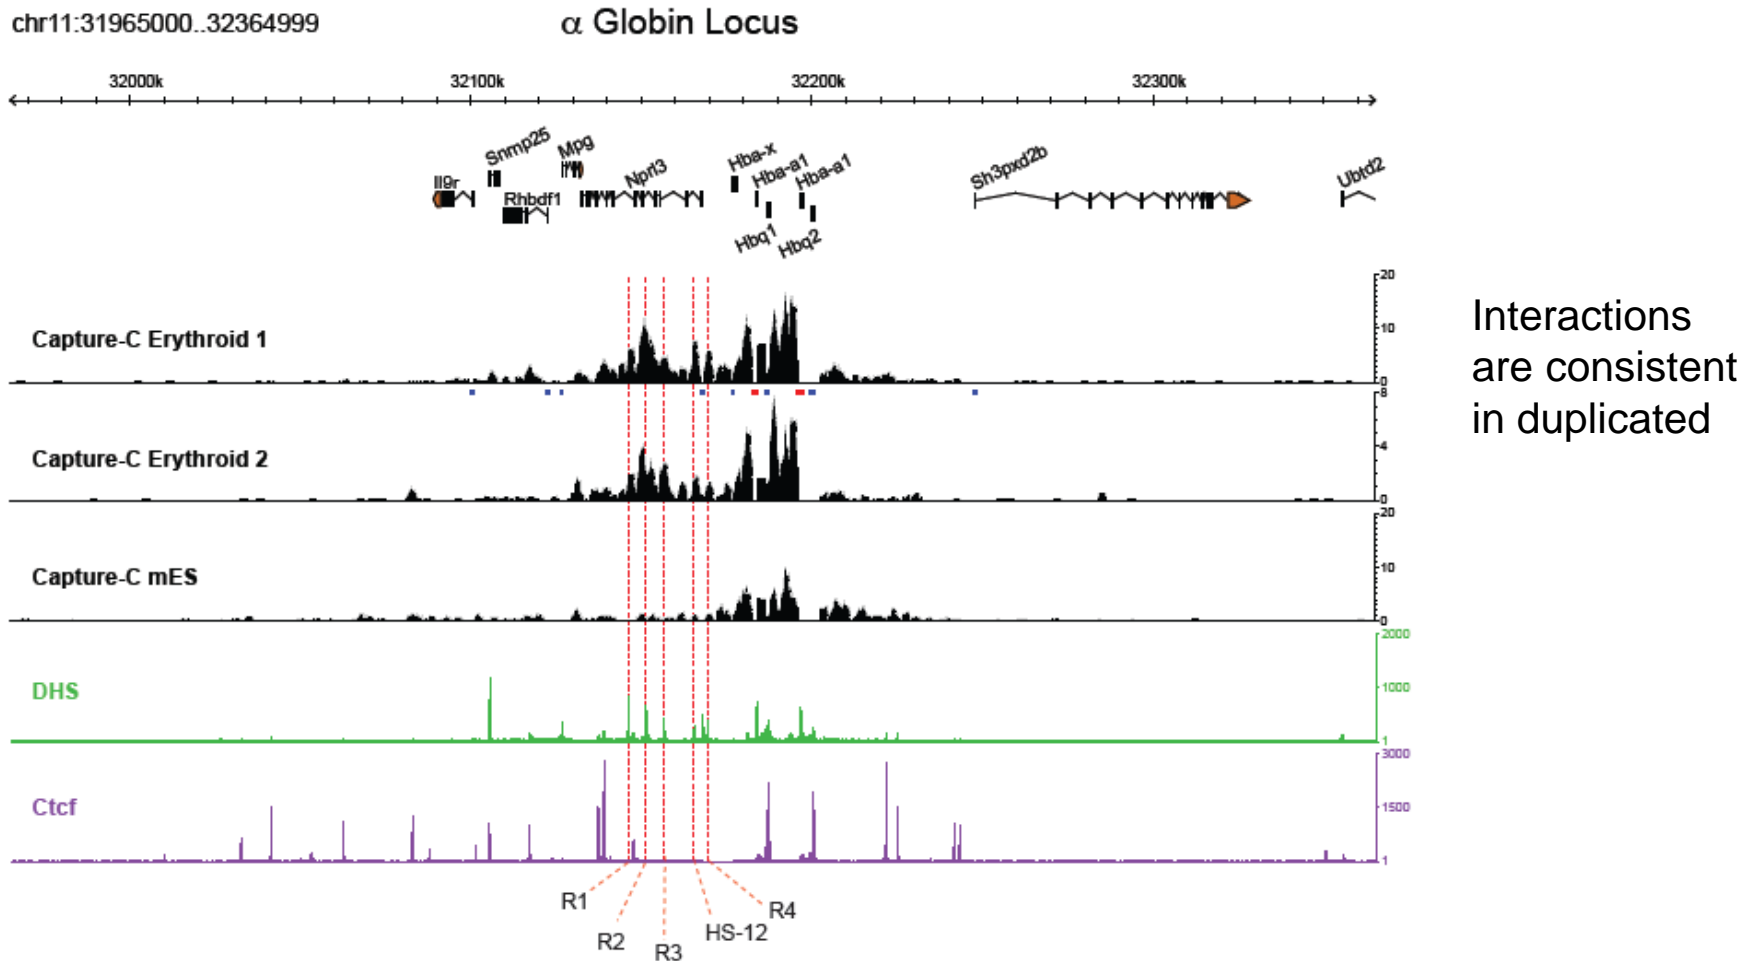 chr11:31965000..32364999
α Globin Locus
32000k 32100k 32200k 32300k
Snmp25 Mpg Hba-x
Il9r Nprl3 Hba-a1 Hba-a1 Sh3pxd2b Ubtd2
Rhbdf1
Hbq1 Hbq2
20
Capture-C Erythroid 1
10
0
8
Capture-C Erythroid 2
4
0
20
Capture-C mES
10
0
2000
DHS
1000
1
3000
Ctcf
1500
1
R1
R4
R2
HS-12
R3
Interactions
are consistent
in duplicated